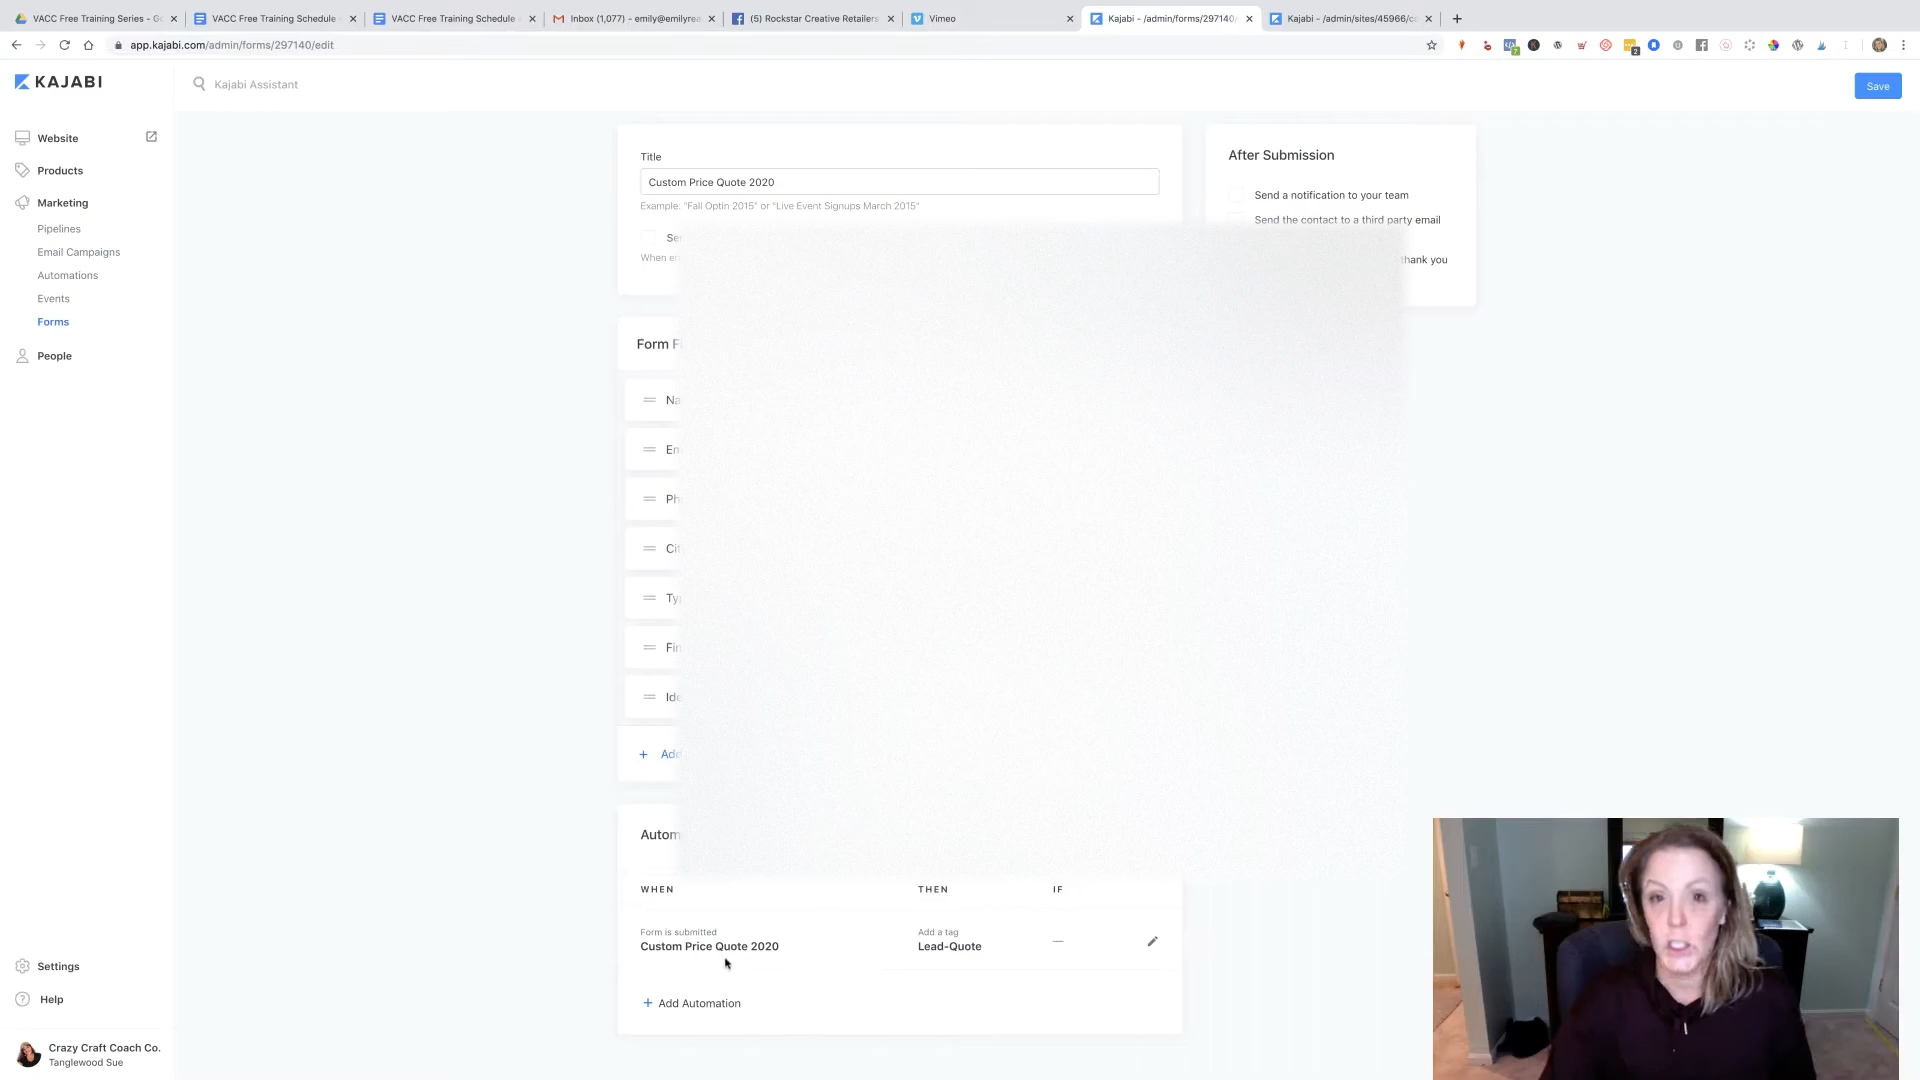 VACC Free Training Series - Go
VACC Free Training Schedule
VACC Free Training Schedule
Inbox (1,077) - emily@emilyrea
(5) Rockstar Creative Retailers
Vimeo
Kajabi - /admin/forms/297140/
Kajabi - /admin/sites/45966/co
app.kajabi.com/admin/forms/297140/edit
KAJABI
Kajabi Assistant
Save
Website
Products
Marketing
Pipelines
Email Campaigns
Automations
Events
Forms
People
Settings
Help
Crazy Craft Coach Co.
Tanglewood Sue
Title
Custom Price Quote 2020
Example: "Fall Optin 2015" or "Live Event Signups March 2015"
When
Form
Add
WHEN
THEN
IF
Form is submitted
Custom Price Quote 2020
Add a tag
Lead-Quote
—
+ Add Automation
After Submission
Send a notification to your team
Send the contact to a third party email
thank you